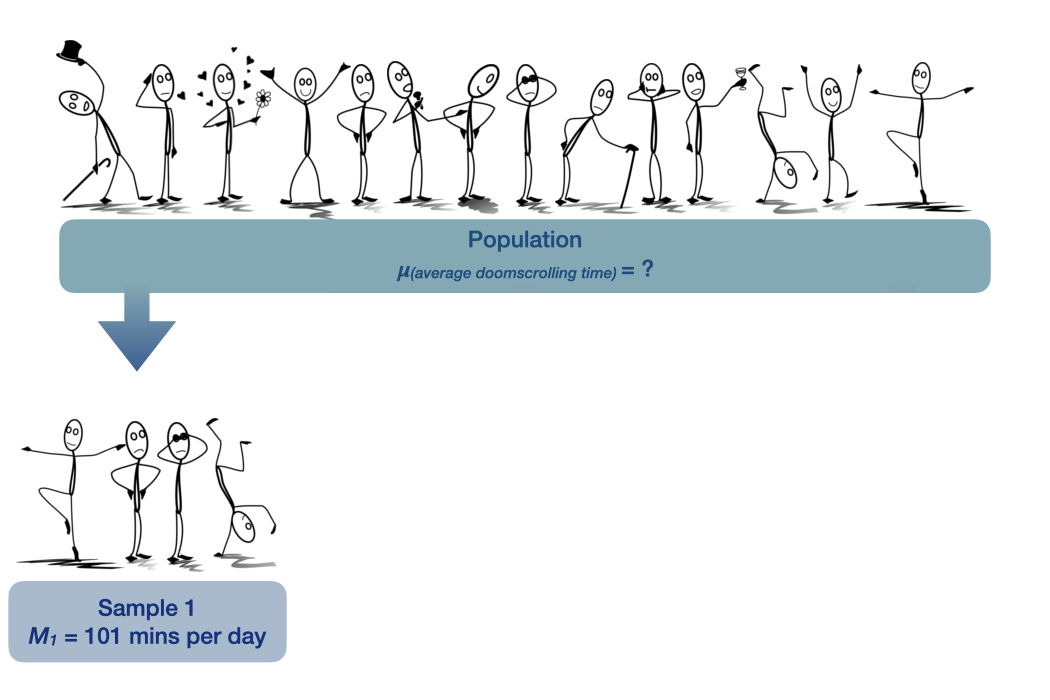 Population
μ(average doomscrolling time) = ?
Sample 1
M₁ = 101 mins per day